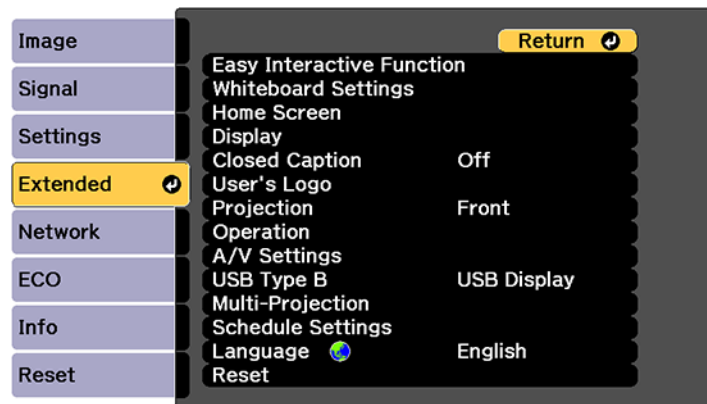 Image
Signal
Settings
Extended
Network
ECO
Info
Reset
Return
Easy Interactive Function
Whiteboard Settings
Home Screen
Display
Closed Caption Off
User's Logo
Projection Front
Operation
A/V Settings
USB Type B USB Display
Multi-Projection
Schedule Settings
Language English
Reset